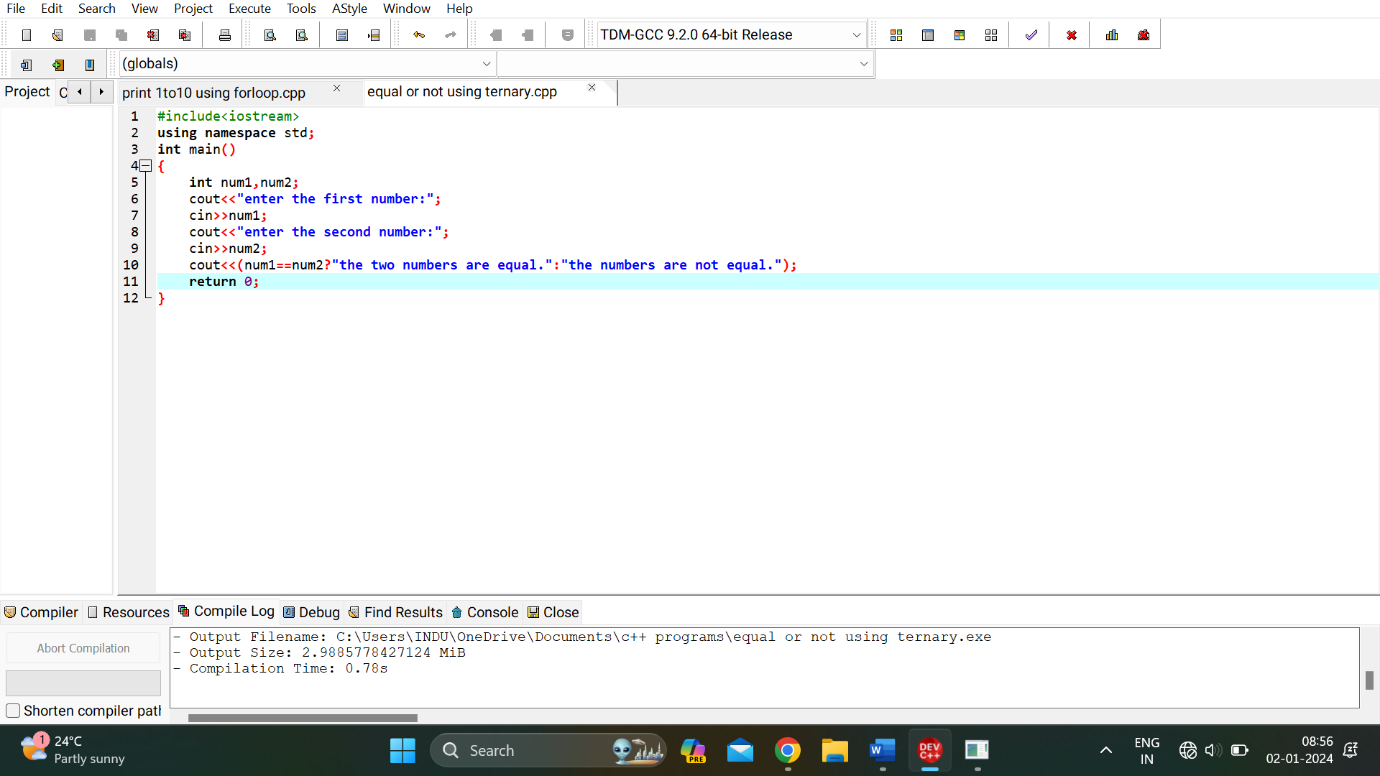 File Edit Search View Project Execute Tools AStyle Window Help
TDM-GCC 9.2.0 64-bit Release
(globals)
Project C print 1to10 using forloop.cpp equal or not using ternary.cpp
1 #include<iostream>
2 using namespace std;
3 int main()
4 {
5 int num1,num2;
6 cout<<"enter the first number:";
7 cin>>num1;
8 cout<<"enter the second number:";
9 cin>>num2;
10 cout<<(num1==num2?"the two numbers are equal.":"the numbers are not equal.");
11 return 0;
12 }
Compiler Resources Compile Log Debug Find Results Console Close
Abort Compilation
Shorten compiler path
- Output Filename: C:\Users\INDU\OneDrive\Documents\c++ programs\equal or not using ternary.exe
- Output Size: 2.9885778427124 MiB
- Compilation Time: 0.78s
1
24°C
Partly sunny
Search
PRE
W
DEV
C++
ENG
IN
08:56
02-01-2024